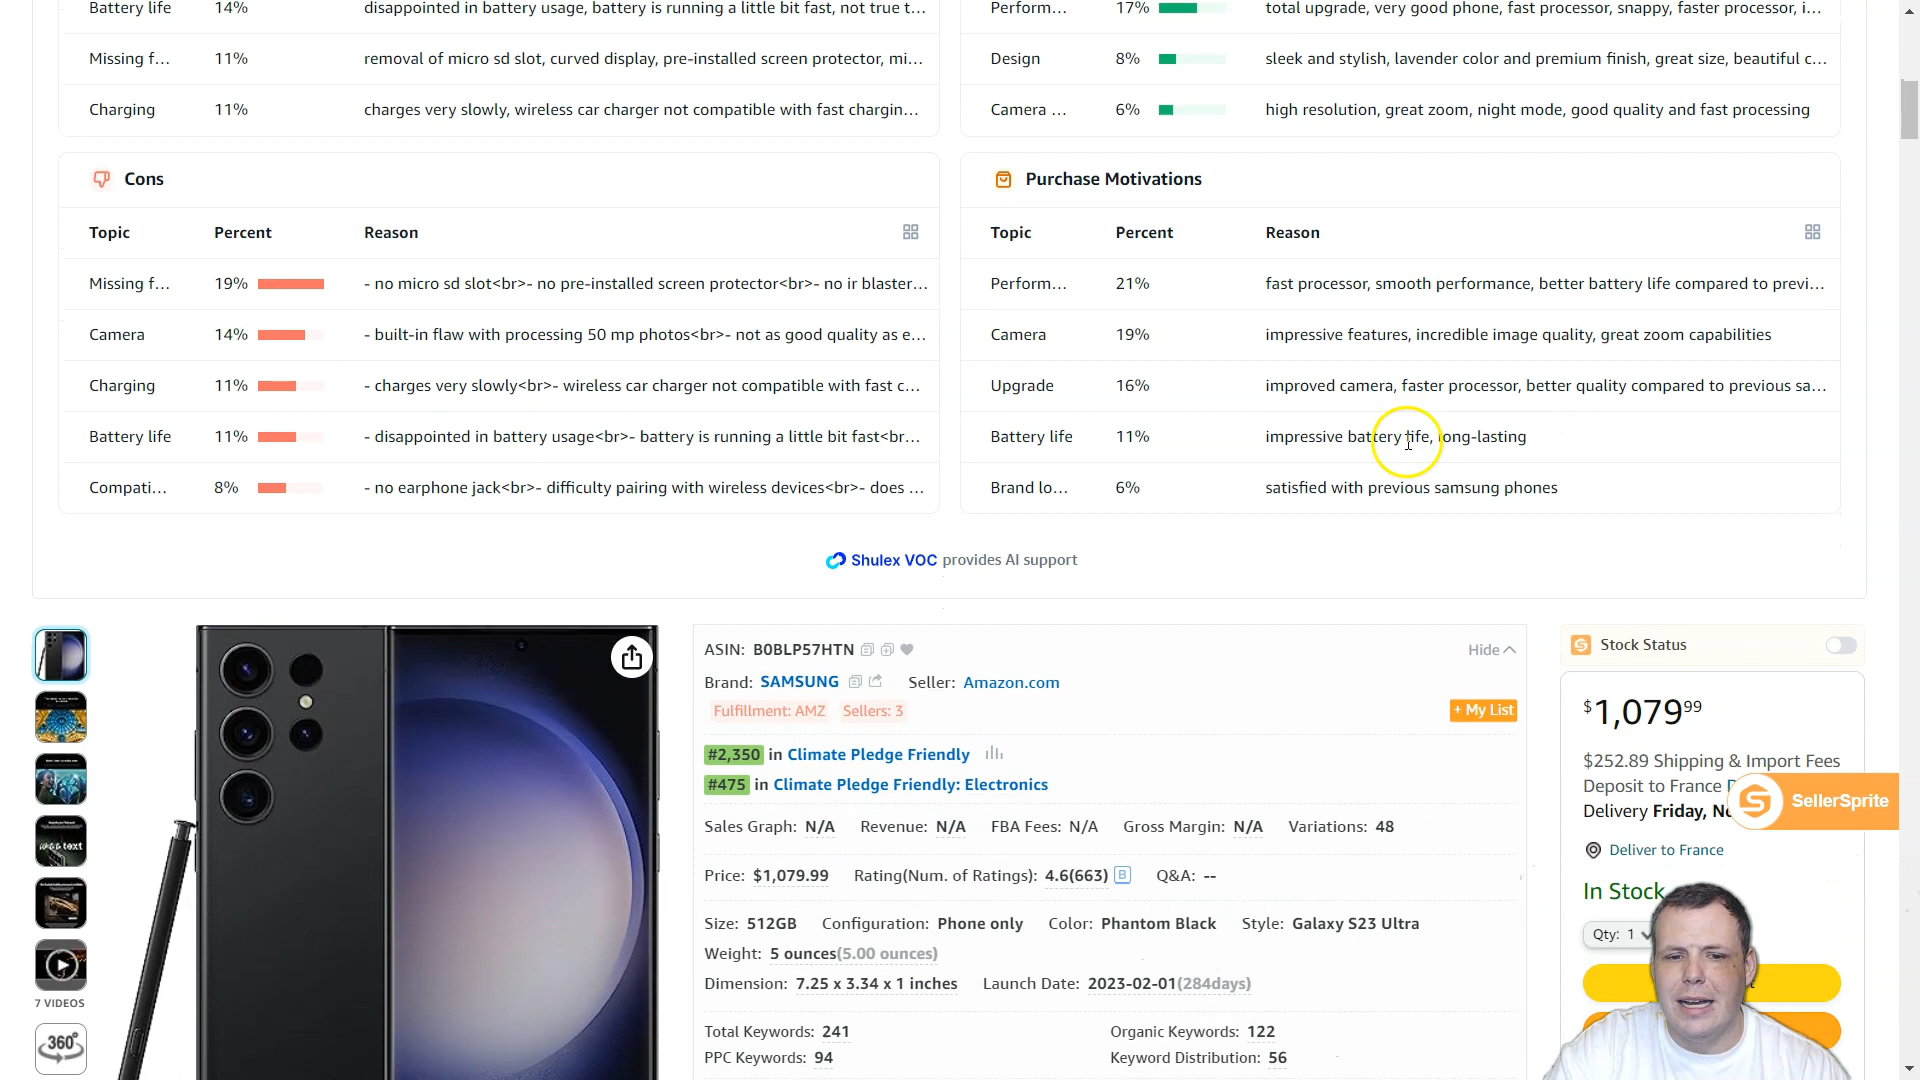 Battery life 14% disappointed in battery usage, battery is running a little bit fast, not true t...
Missing f... 11% removal of micro sd slot, curved display, pre-installed screen protector, mi...
Charging 11% charges very slowly, wireless car charger not compatible with fast chargin...
Perform... 17% total upgrade, very good phone, fast processor, snappy, faster processor, i...
Design 8% sleek and stylish, lavender color and premium finish, great size, beautiful c...
Camera ... 6% high resolution, great zoom, night mode, good quality and fast processing
Cons
Topic Percent Reason
Missing f... 19% - no micro sd slot<br>- no pre-installed screen protector<br>- no ir blaster...
Camera 14% - built-in flaw with processing 50 mp photos<br>- not as good quality as e...
Charging 11% - charges very slowly<br>- wireless car charger not compatible with fast c...
Battery life 11% - disappointed in battery usage<br>- battery is running a little bit fast<br...
Compati... 8% - no earphone jack<br>- difficulty pairing with wireless devices<br>- does ...
Purchase Motivations
Topic Percent Reason
Perform... 21% fast processor, smooth performance, better battery life compared to previ...
Camera 19% impressive features, incredible image quality, great zoom capabilities
Upgrade 16% improved camera, faster processor, better quality compared to previous sa...
Battery life 11% impressive battery life, long-lasting
Brand lo... 6% satisfied with previous samsung phones
Shulex VOC provides AI support
7 VIDEOS
360°
ASIN: B0BLP57HTN Hide
Brand: SAMSUNG Seller: Amazon.com
Fulfillment: AMZ Sellers: 3 + My List
#2,350 in Climate Pledge Friendly
#475 in Climate Pledge Friendly: Electronics
Sales Graph: N/A Revenue: N/A FBA Fees: N/A Gross Margin: N/A Variations: 48
Price: $1,079.99 Rating(Num. of Ratings): 4.6(663) B Q&A: --
Size: 512GB Configuration: Phone only Color: Phantom Black Style: Galaxy S23 Ultra
Weight: 5 ounces(5.00 ounces)
Dimension: 7.25 x 3.34 x 1 inches Launch Date: 2023-02-01(284days)
Total Keywords: 241 Organic Keywords: 122
PPC Keywords: 94 Keyword Distribution: 56
Stock Status
$1,079.99
$252.89 Shipping & Import Fees
Deposit to France
Delivery Friday,
SellerSprite
Deliver to France
In Stock
Qty: 1